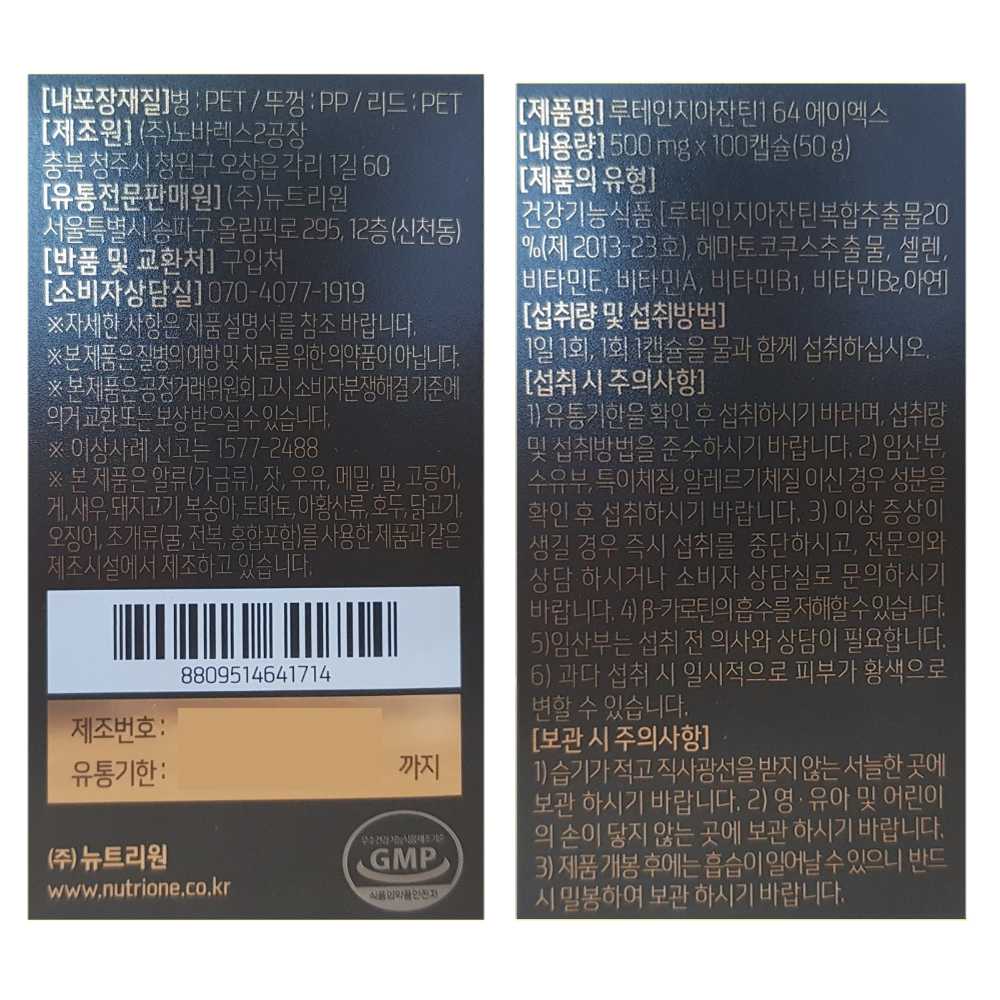 [내포장재질]병 : PET / 뚜껑 : PP / 리드 : PET
[제조원] (주)노바렉스2공장
충북 청주시 청원구 오창읍 각리 1길 60
[유통전문판매원] (주)뉴트리원
서울특별시 송파구 올림픽로 295, 12층(신천동)
[반품 및 교환처] 구입처
[소비자상담실] 070-4077-1919
※자세한 사항은 제품설명서를 참조 바랍니다.
※본 제품은 질병의 예방 및 치료를 위한 의약품이 아닙니다.
※ 본 제품은 공정거래위원회 고시 소비자분쟁해결 기준에
의거 교환 또는 보상받으실 수 있습니다.
※ 이상사례 신고는 1577-2488
※ 본 제품은 알류(가금류), 잣, 우유, 메밀, 밀, 고등어,
게, 새우, 돼지고기, 복숭아, 토마토, 아황산류, 호두, 닭고기,
오징어, 조개류(굴, 전복, 홍합포함)를 사용한 제품과 같은
제조시설에서 제조하고 있습니다.
8809514641714
제조번호 :
유통기한 : 까지
(주)뉴트리원
www.nutrione.co.kr
우수건강기능식품제조기준
GMP
식품의약품안전처
[제품명] 루테인지아잔틴1 64 에이엑스
[내용량] 500 mg x 100캡슐(50 g)
[제품의 유형]
건강기능식품 [루테인지아잔틴복합추출물20
%(제 2013-23호), 헤마토코쿠스추출물, 셀렌,
비타민E, 비타민A, 비타민B1, 비타민B2,아연]
[섭취량 및 섭취방법]
1일 1회, 1회 1캡슐을 물과 함께 섭취하십시오.
[섭취 시 주의사항]
1) 유통기한을 확인 후 섭취하시기 바라며, 섭취량
및 섭취방법을 준수하시기 바랍니다. 2) 임산부,
수유부, 특이체질, 알레르기체질 이신 경우 성분을
확인 후 섭취하시기 바랍니다. 3) 이상 증상이
생길 경우 즉시 섭취를 중단하시고, 전문의와
상담 하시거나 소비자 상담실로 문의하시기
바랍니다. 4) β-카로틴의 흡수를 저해할 수 있습니다.
5)임산부는 섭취 전 의사와 상담이 필요합니다.
6) 과다 섭취 시 일시적으로 피부가 황색으로
변할 수 있습니다.
[보관 시 주의사항]
1) 습기가 적고 직사광선을 받지 않는 서늘한 곳에
보관 하시기 바랍니다. 2) 영·유아 및 어린이
의 손이 닿지 않는 곳에 보관 하시기 바랍니다.
3) 제품 개봉 후에는 흡습이 일어날 수 있으니 반드
시 밀봉하여 보관 하시기 바랍니다.